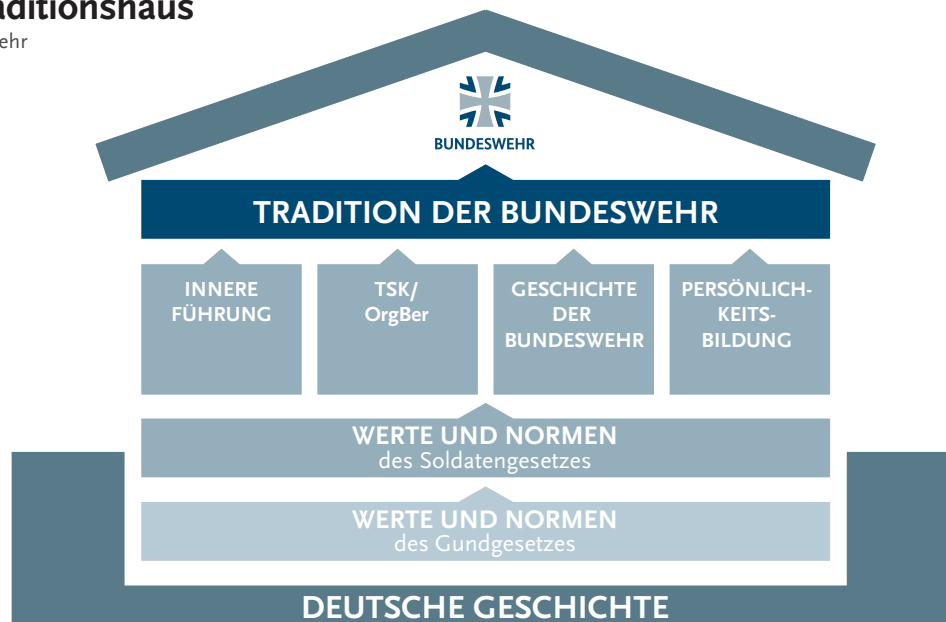 aditionshaus
ehr
BUNDESWEHR
TRADITION DER BUNDESWEHR
INNERE
FÜHRUNG
TSK/
OrgBer
GESCHICHTE
DER
BUNDESWEHR
PERSÖNLICH-
KEITS-
BILDUNG
WERTE UND NORMEN
des Soldatengesetzes
WERTE UND NORMEN
des Gundgesetzes
DEUTSCHE GESCHICHTE